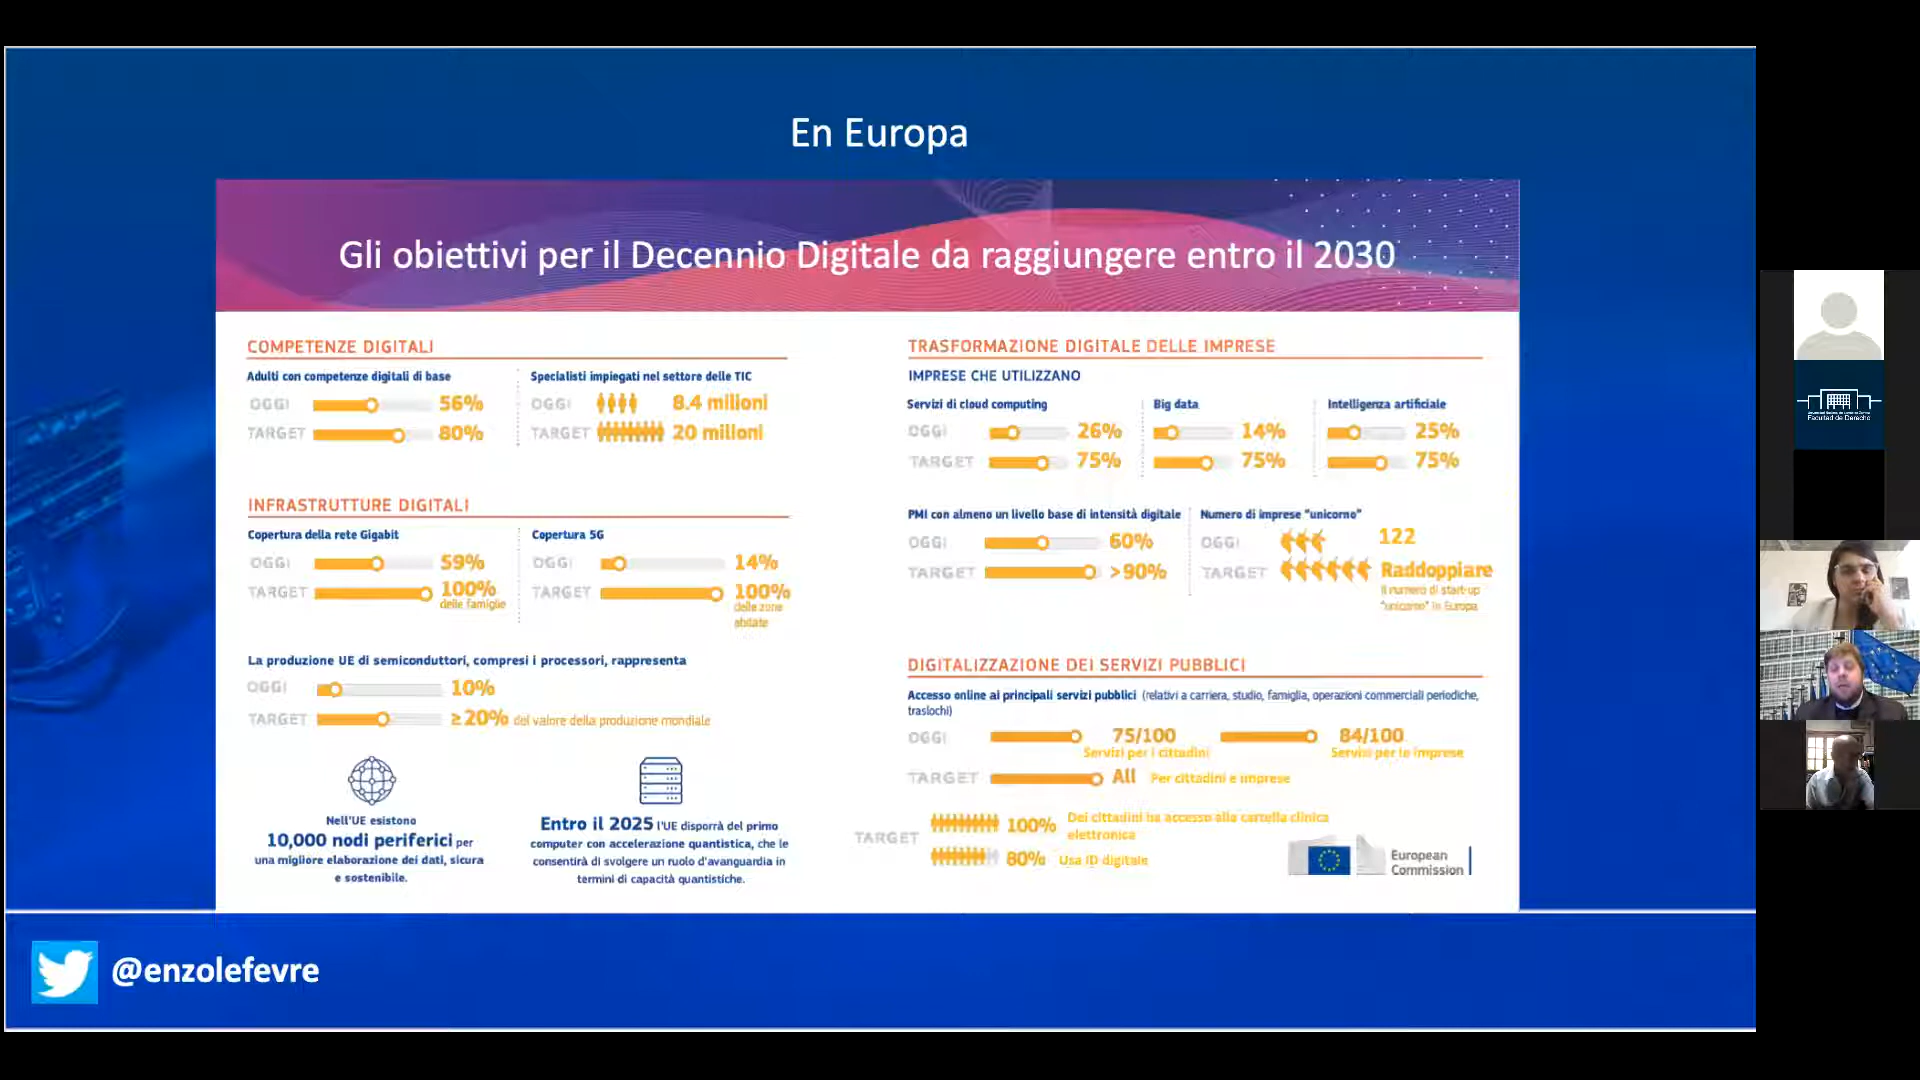 En Europa
Gli obiettivi per il Decennio Digitale da raggiungere entro il 2030
COMPETENZE DIGITALI
Adulti con competenze digitali di base
OGGI 56%
TARGET 80%
Specialisti impiegati nel settore delle TIC
OGGI 8.4 milioni
TARGET 20 milioni
INFRASTRUTTURE DIGITALI
Copertura della rete Gigabit
OGGI 59%
TARGET 100%
delle famiglie
Copertura 5G
OGGI 14%
TARGET 100%
delle zone
abitate
La produzione UE di semiconduttori, compresi i processori, rappresenta
OGGI 10%
TARGET ≥20% del valore della produzione mondiale
Nell'UE esistono
10,000 nodi periferici per
una migliore elaborazione dei dati, sicura
e sostenibile.
Entro il 2025 l'UE disporrà del primo
computer con accelerazione quantistica, che le
consentirà di svolgere un ruolo d'avanguardia in
termini di capacità quantistiche.
TRASFORMAZIONE DIGITALE DELLE IMPRESE
IMPRESE CHE UTILIZZANO
Servizi di cloud computing
OGGI 26%
TARGET 75%
Big data
14%
75%
Intelligenza artificiale
25%
75%
PMI con almeno un livello base di intensità digitale
OGGI 60%
TARGET >90%
Numero di imprese "unicorno"
OGGI 122
TARGET Raddoppiare
il numero di start-up
"unicorno" in Europa
DIGITALIZZAZIONE DEI SERVIZI PUBBLICI
Accesso online ai principali servizi pubblici (relativi a carriera, studio, famiglia, operazioni commerciali periodiche,
traslochi)
OGGI 75/100 84/100
Servizi per i cittadini Servizi per le imprese
TARGET All Per cittadini e imprese
TARGET
100% Dei cittadini ha accesso alla cartella clinica
elettronica
80% Usa ID digitale
European
Commission
@enzolefevre
Facultad de Derecho